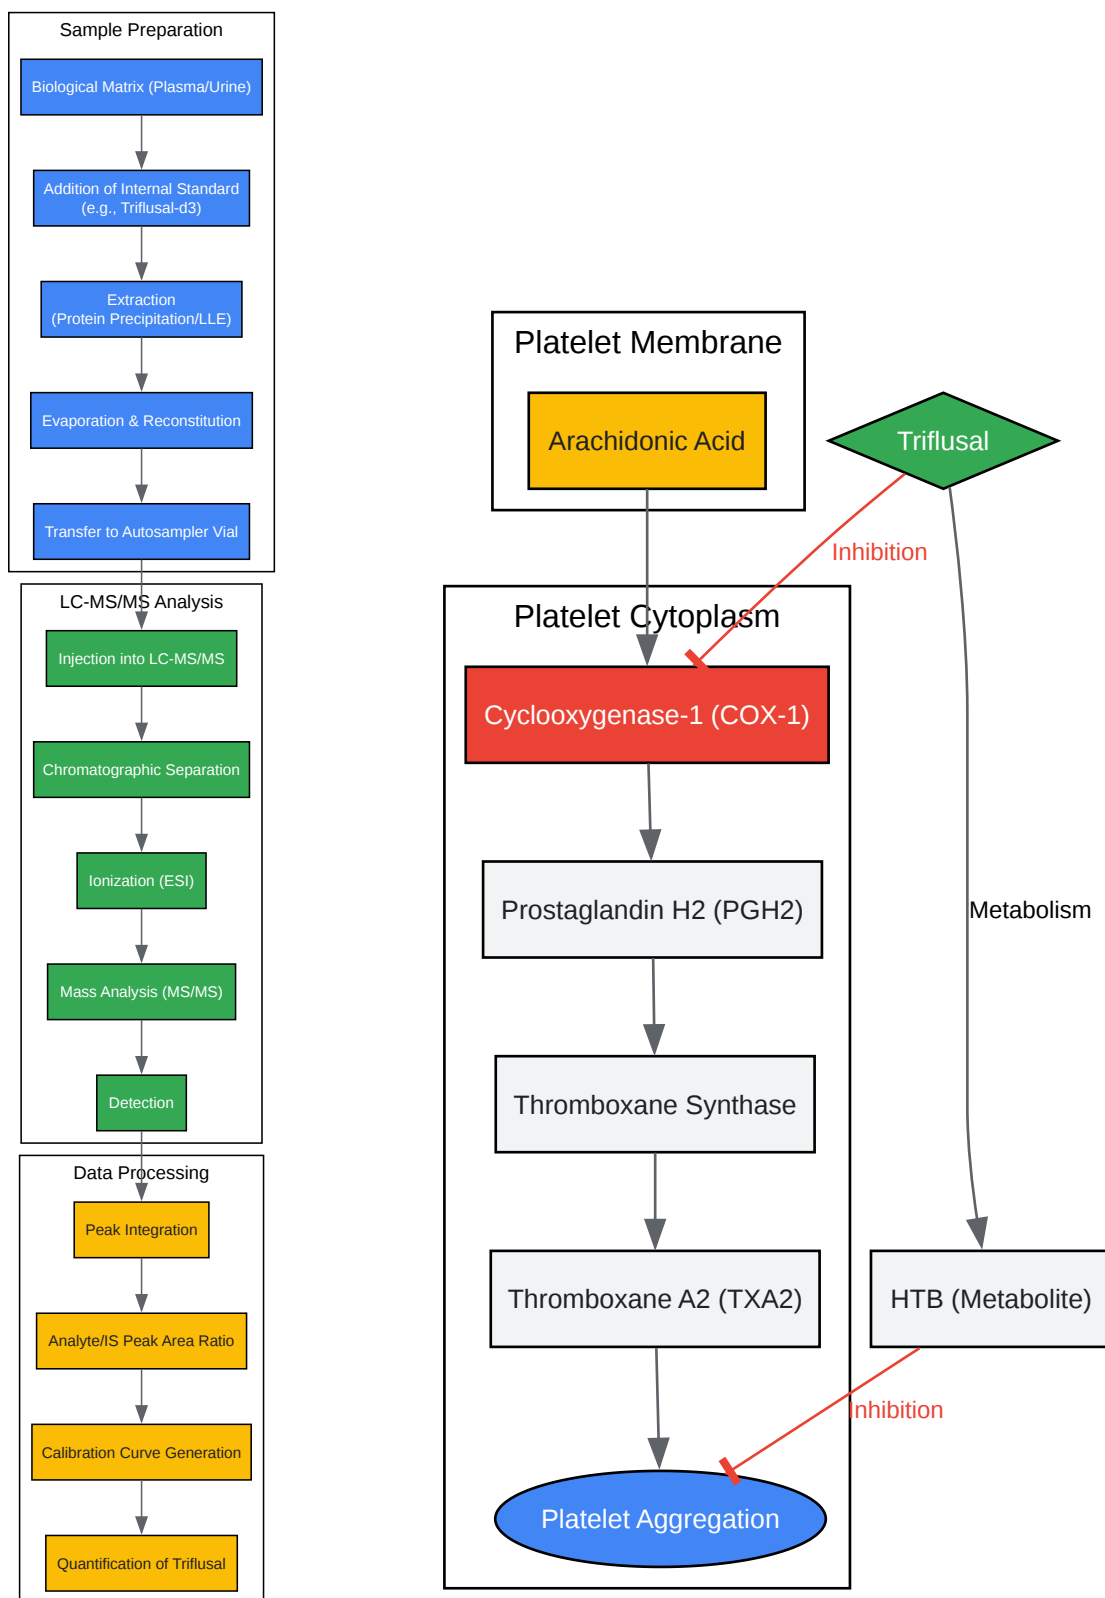 Sample Preparation
Biological Matrix (Plasma/Urine)
Addition of Internal Standard
(e.g., Triflusal-d3)
Extraction
(Protein Precipitation/LLE)
Evaporation & Reconstitution
Transfer to Autosampler Vial
LC-MS/MS Analysis
Injection into LC-MS/MS
Chromatographic Separation
Ionization (ESI)
Mass Analysis (MS/MS)
Detection
Data Processing
Peak Integration
Analyte/IS Peak Area Ratio
Calibration Curve Generation
Quantification of Triflusal
Platelet Membrane
Arachidonic Acid
Triflusal
Inhibition
Platelet Cytoplasm
Cyclooxygenase-1 (COX-1)
Prostaglandin H2 (PGH2)
Metabolism
Thromboxane Synthase
Thromboxane A2 (TXA2)
HTB (Metabolite)
Inhibition
Platelet Aggregation